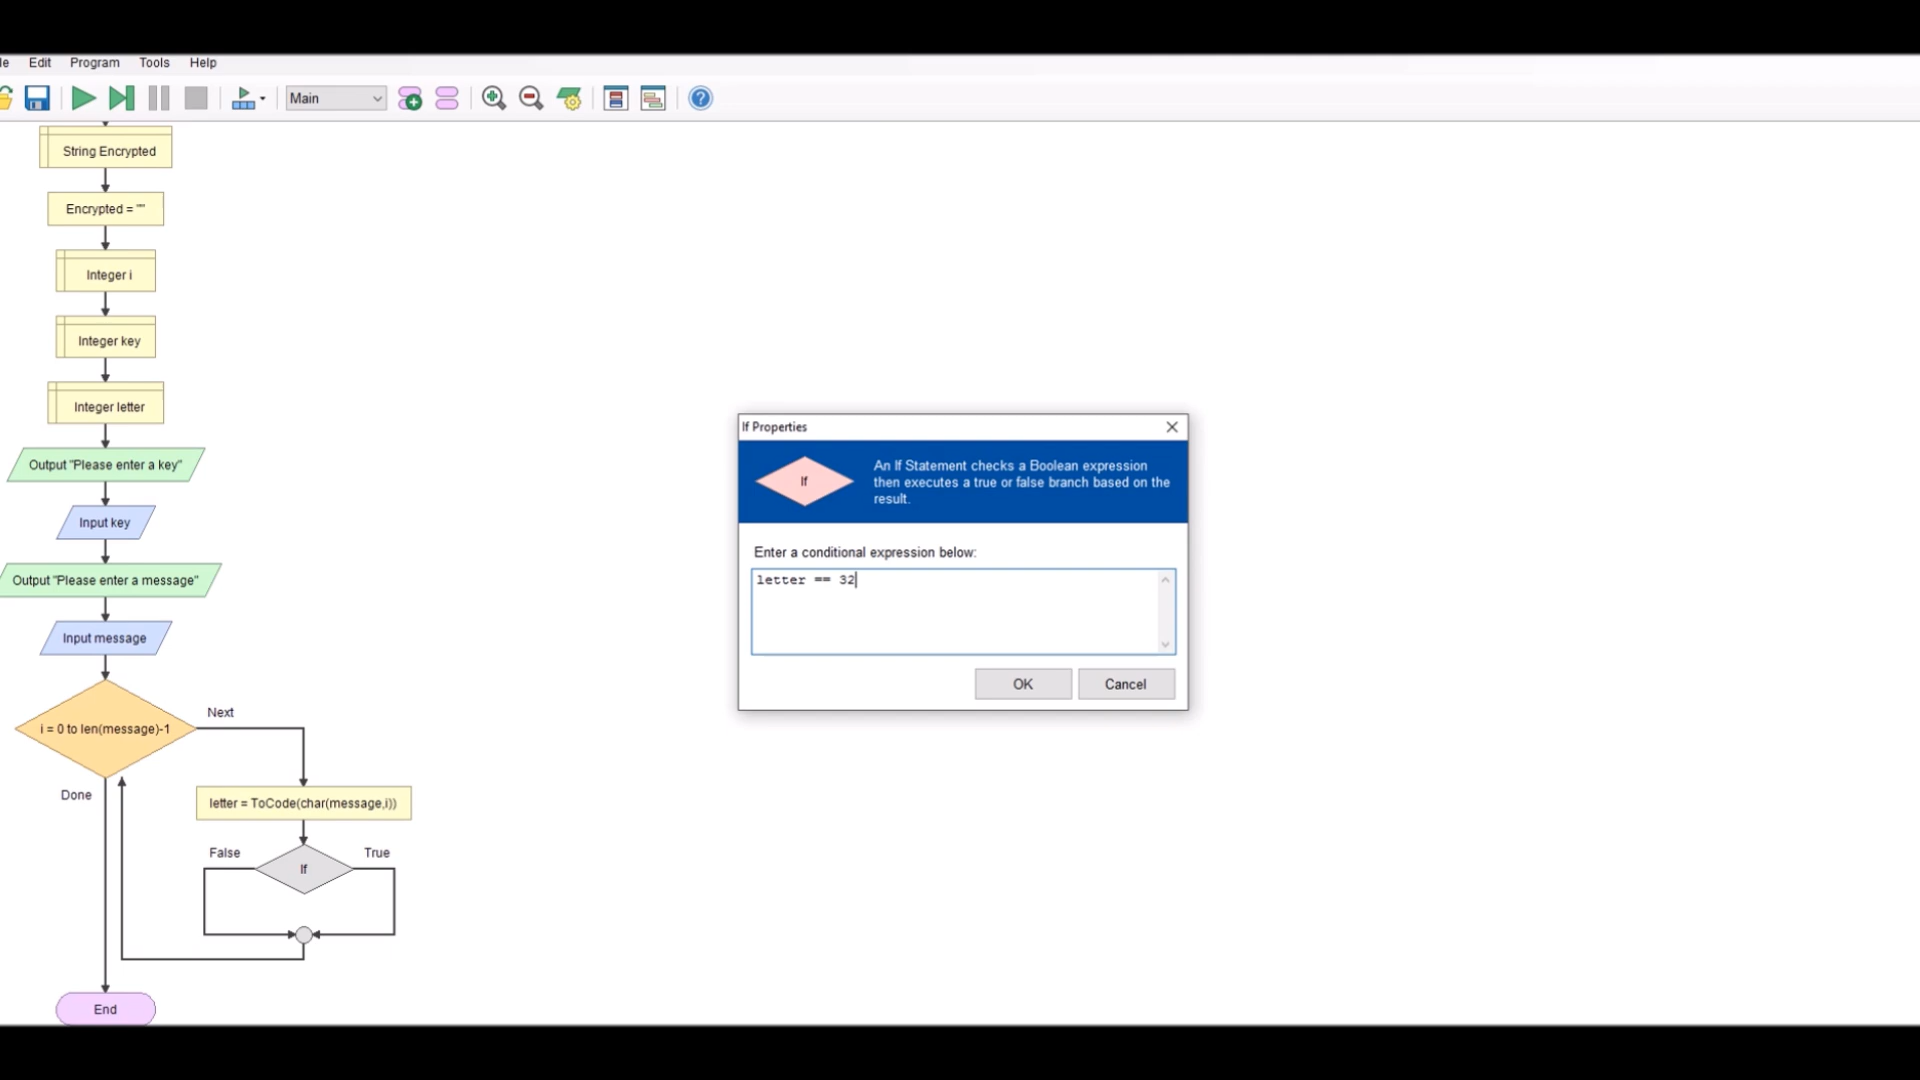 le Edit Program Tools Help
Main
String Encrypted
Encrypted = ""
Integer i
Integer key
Integer letter
Output "Please enter a key"
Input key
Output "Please enter a message"
Input message
i = 0 to len(message)-1
Next
Done
letter = ToCode(char(message,i))
False
If
True
End
If Properties
If
An If Statement checks a Boolean expression
then executes a true or false branch based on the
result.
Enter a conditional expression below:
letter == 32
OK Cancel